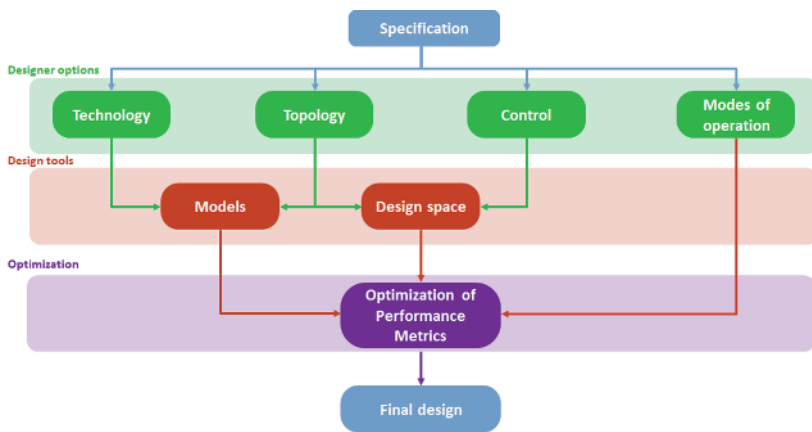 Specification
Designer options
Technology
Topology
Control
Modes of
operation
Design tools
Models
Design space
Optimization
Optimization of
Performance
Metrics
Final design